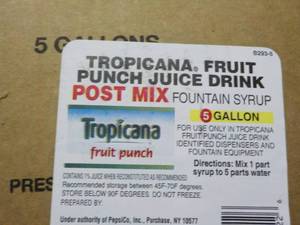 5 GALLONS
B293-5
TROPICANA® FRUIT
PUNCH JUICE DRINK
POST MIX FOUNTAIN SYRUP
5 GALLON
Tropicana
fruit punch
FOR USE ONLY IN TROPICANA
FRUIT PUNCH JUICE DRINK
IDENTIFIED DISPENSERS AND
FOUNTAIN EQUIPMENT
Directions: Mix 1 part
syrup to 5 parts water
CONTAINS 1% JUICE WHEN RECONSTITUTED AS RECOMMENDED
Recommended storage between 45F-70F degrees.
STORE BELOW 90F DEGREES. DO NOT FREEZE.
PREPARED BY:
PRES
Under authority of PepsiCo, Inc., Purchase, NY 10577